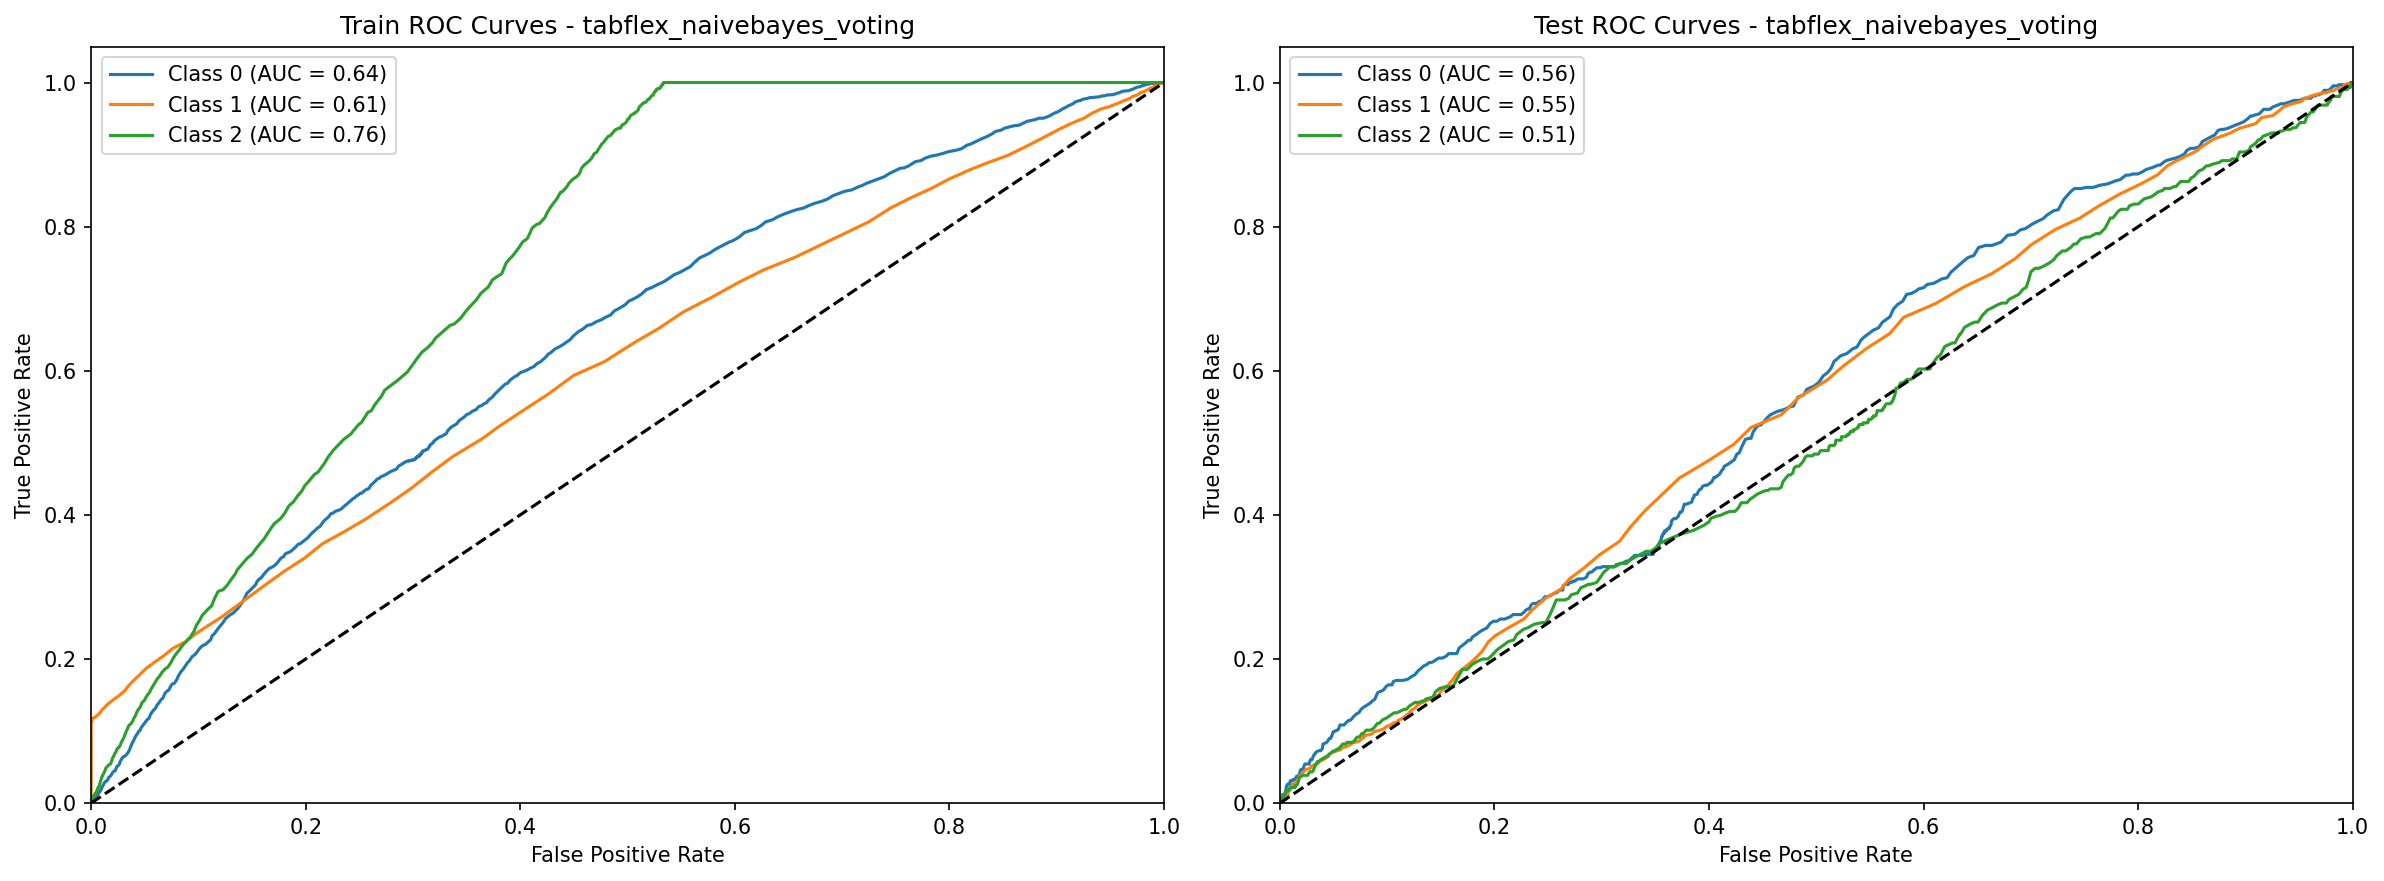 Train ROC Curves - tabflex_naivebayes_voting
Class 0 (AUC = 0.64)
Class 1 (AUC = 0.61)
Class 2 (AUC = 0.76)
True Positive Rate
1.0
0.8
0.6
0.4
0.2
0.0
0.0 0.2 0.4 0.6 0.8 1.0
False Positive Rate
Test ROC Curves - tabflex_naivebayes_voting
Class 0 (AUC = 0.56)
Class 1 (AUC = 0.55)
Class 2 (AUC = 0.51)
True Positive Rate
1.0
0.8
0.6
0.4
0.2
0.0
0.0 0.2 0.4 0.6 0.8 1.0
False Positive Rate